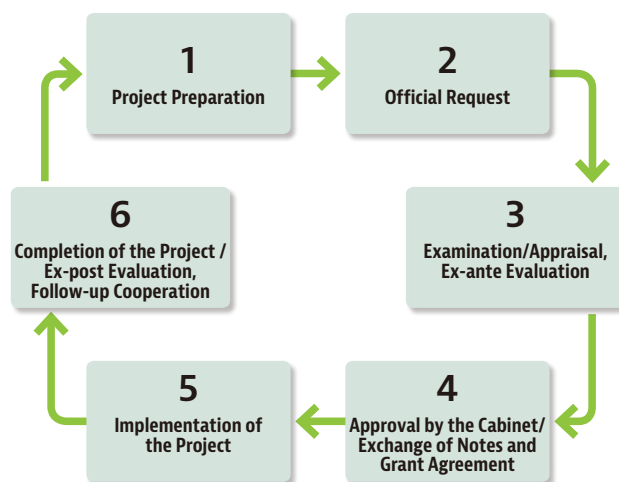 1
Project Preparation
2
Official Request
3
Examination/Appraisal,
Ex-ante Evaluation
4
Approval by the Cabinet/
Exchange of Notes and
Grant Agreement
5
Implementation of
the Project
6
Completion of the Project /
Ex-post Evaluation,
Follow-up Cooperation